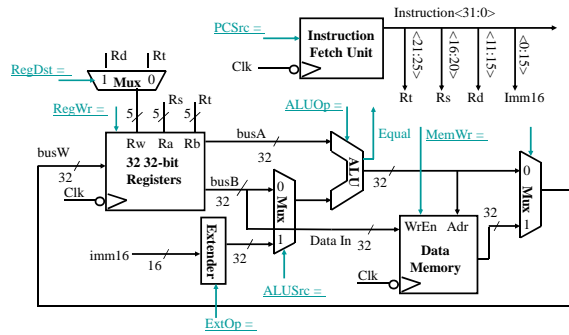 Instruction<31:0>
PCSrc =
Instruction
Fetch Unit
Clk
<21:25>
<16:20>
<11:15>
<0:15>
Rt
Rs
Rd
Imm16
Rd
Rt
RegDst =
1 Mux 0
RegWr =
5
5
5
Rs
Rt
ALUOp =
Equal
MemWr =
Rw Ra Rb
32 32-bit
Registers
busW
32
Clk
busA
32
busB
32
ALU
32
0
Mux
1
0
Mux
1
imm16
16
Extender
32
Data In
32
WrEn Adr
Data
Memory
32
Clk
ALUSrc =
ExtOp =